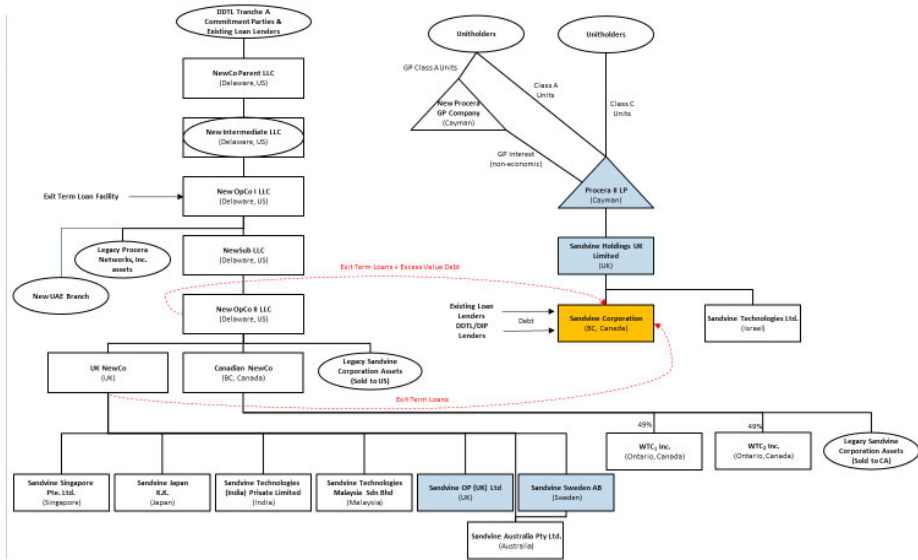 DDTL Tranche A
Commitment Parties &
Existing Loan Lenders
NewCo Parent LLC
(Delaware, US)
New Intermediate LLC
(Delaware, US)
Exit Term Loan Facility
New OpCo I LLC
(Delaware, US)
Legacy Procera
Networks, Inc.
assets
New UAE Branch
NewSub LLC
(Delaware, US)
New OpCo II LLC
(Delaware, US)
Exit Term Loans + Excess Value Debt
UK NewCo
(UK)
Canadian NewCo
(BC, Canada)
Legacy Sandvine
Corporation Assets
(Sold to US)
Exit Term Loans
Unitholders
Unitholders
GP Class A Units
Class A
Units
Class C
Units
New Procera
GP Company
(Cayman)
GP Interest
(non-economic)
Procera II LP
(Cayman)
Sandvine Holdings UK
Limited
(UK)
Existing Loan
Lenders
DDTL/DIP
Lenders
Debt
Sandvine Corporation
(BC, Canada)
Sandvine Technologies Ltd.
(Israel)
49%
WTC₁ Inc.
(Ontario, Canada)
49%
WTC₂ Inc.
(Ontario, Canada)
Legacy Sandvine
Corporation Assets
(Sold to CA)
Sandvine Singapore
Pte. Ltd.
(Singapore)
Sandvine Japan
K.K.
(Japan)
Sandvine Technologies
(India) Private Limited
(India)
Sandvine Technologies
Malaysia Sdn Bhd
(Malaysia)
Sandvine OP (UK) Ltd
(UK)
Sandvine Sweden AB
(Sweden)
Sandvine Australia Pty Ltd.
(Australia)